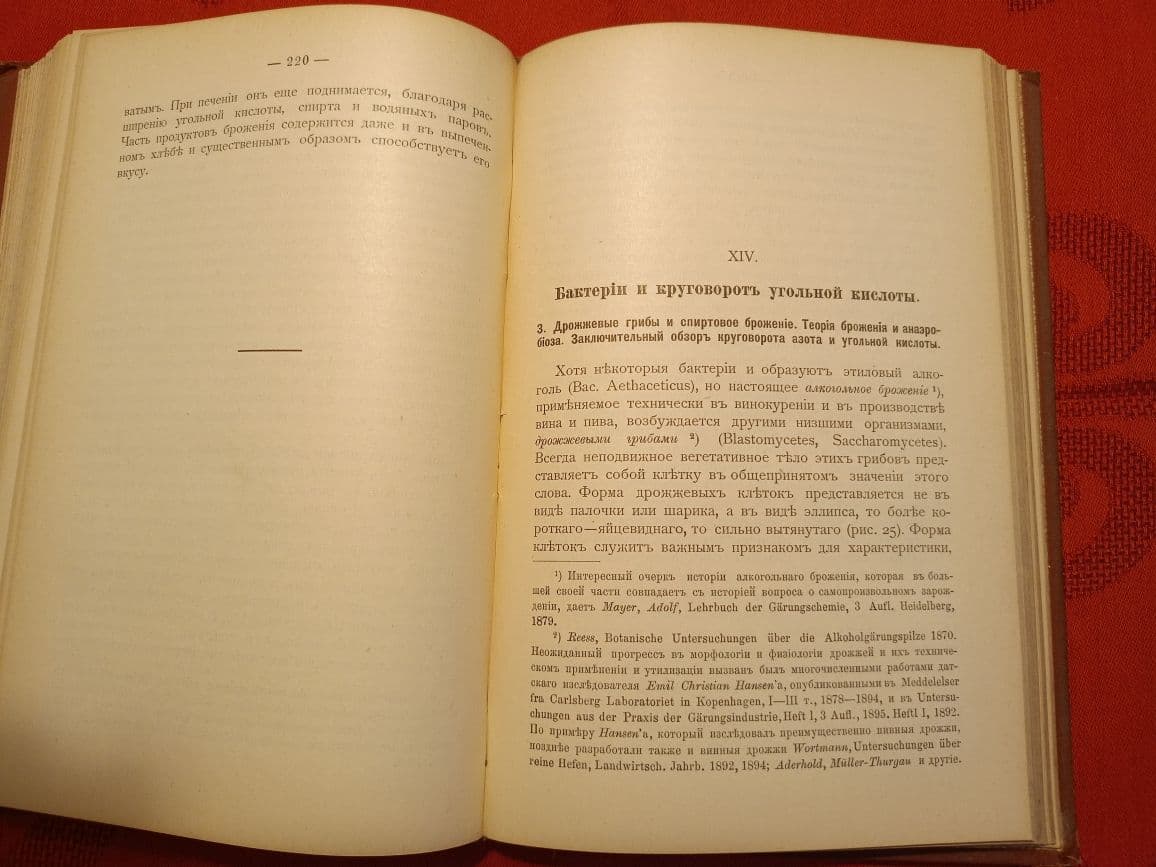 — 220 —
ватымъ. При печеніи онъ еще поднимается, благодаря рас-
ширенію угольной кислоты, спирта и водяныхъ паровъ.
Часть продуктовъ броженія содержится даже и въ выпечен-
номъ хлѣбѣ и существеннымъ образомъ способствуетъ его
вкусу.
XIV.
Бактеріи и круговоротъ угольной кислоты.
3. Дрожжевые грибы и спиртовое броженіе. Теорія броженія и анаэро-
біоза. Заключительный обзоръ круговорота азота и угольной кислоты.
Хотя нѣкоторыя бактеріи и образуютъ этиловый алко-
голь (Bac. Aethaceticus), но настоящее алкогольное броженіе ¹),
примѣняемое технически въ винокуреніи и въ производствѣ
вина и пива, возбуждается другими низшими организмами,
дрожжевыми грибами ²) (Blastomycetes, Saccharomycetes).
Всегда неподвижное вегетативное тѣло этихъ грибовъ пред-
ставляетъ собой клѣтку въ общепринятомъ значеніи этого
слова. Форма дрожжевыхъ клѣтокъ представляется не въ
видѣ палочки или шарика, а въ видѣ эллипса, то болѣе ко-
роткаго—яйцевиднаго, то сильно вытянутаго (рис. 25). Форма
клѣтокъ служитъ важнымъ признакомъ для характеристики,
¹) Интересный очеркъ исторіи алкогольнаго броженія, которая въ боль-
шей своей части совпадаетъ съ исторіей вопроса о самопроизвольномъ зарож-
деніи, даетъ Mayer, Adolf, Lehrbuch der Gärungschemie, 3 Aufl. Heidelberg,
1879.
²) Reess, Botanische Untersuchungen über die Alkoholgärungspilze 1870.
Неожиданный прогрессъ въ морфологіи и физіологіи дрожжей и ихъ техниче-
скомъ примѣненіи и утилизаціи вызванъ былъ многочисленными работами дат-
скаго изслѣдователя Emil Christian Hansen'а, опубликованными въ Meddelelser
fra Carlsberg Laboratoriet in Kopenhagen, I—III т., 1878—1894, и въ Untersu-
chungen aus der Praxis der Gärungsindustrie, Heft 1, 3 Aufl., 1895. Heftl I, 1892.
По примѣру Hansen'а, который изслѣдовалъ преимущественно пивныя дрожжи,
позднѣе разработали также и винныя дрожжи Wortmann, Untersuchungen über
reine Hefen, Landwirtsch. Jahrb. 1892, 1894; Aderhold, Müller-Thurgau и другіе.